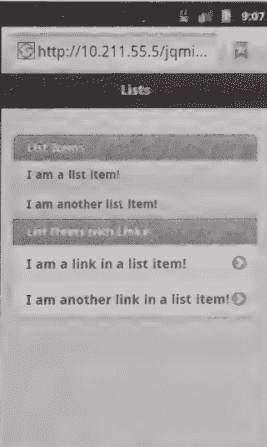 9:07
http://10.211.55.5/jqmi...
Lists
List Items
I am a list item!
I am another list item!
List Items with Links
I am a link in a list item!
I am another link in a list item!